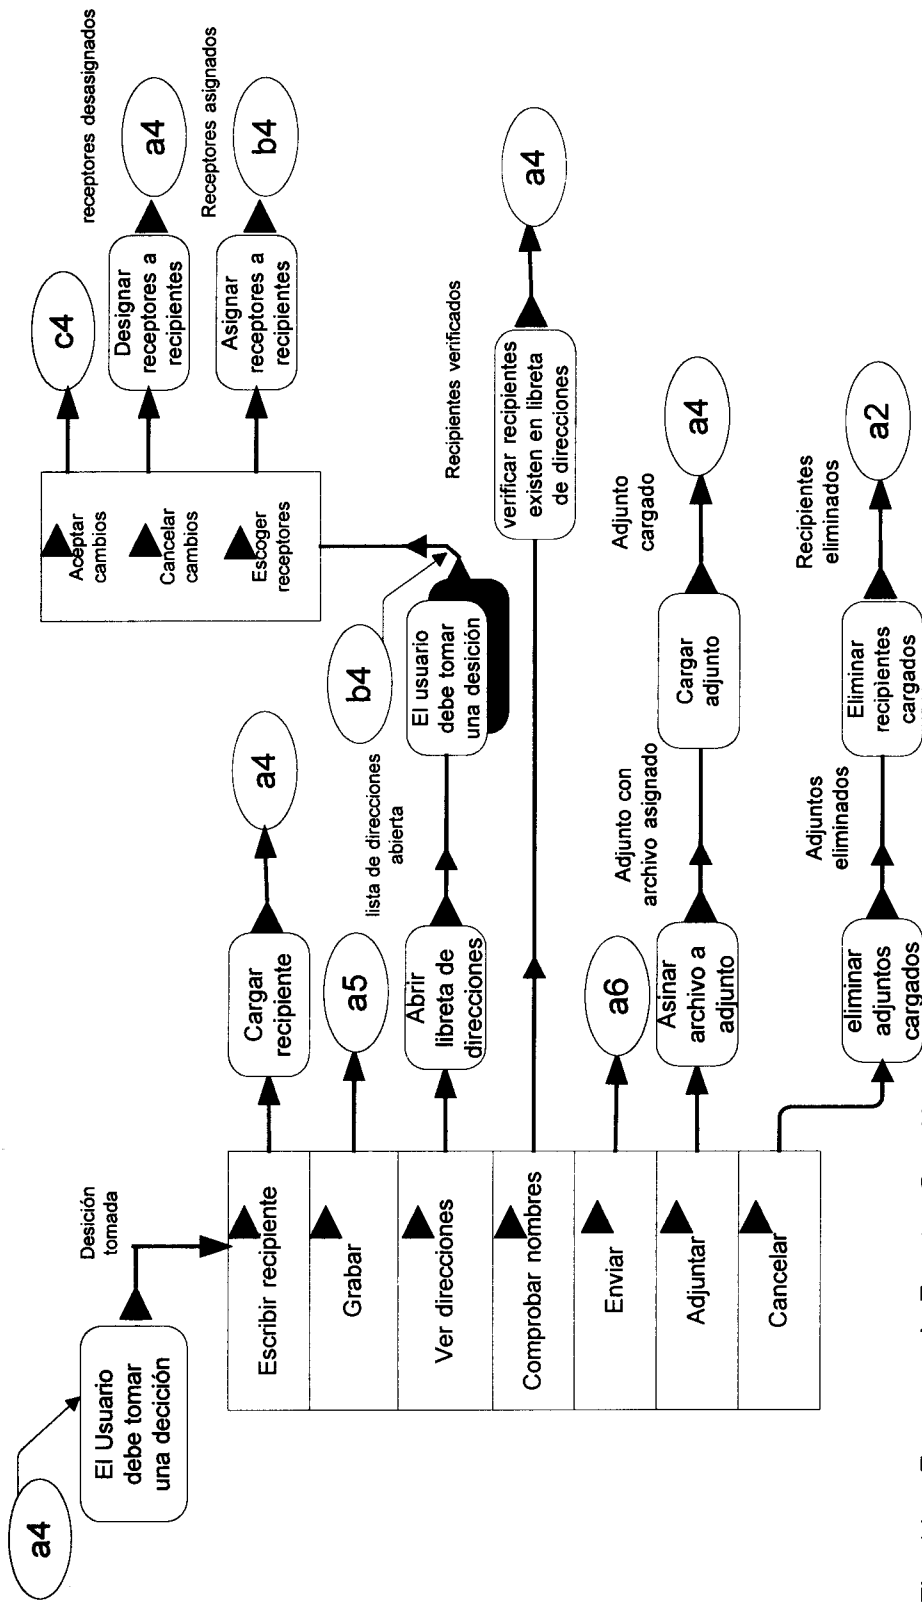 a4
El Usuario
debe tomar
una decición
Desición
tomada
Escribir recipiente
Grabar
Ver direcciones
Comprobar nombres
Enviar
Adjuntar
Cancelar
Cargar
recipiente
a4
a5
Abrir
libreta de
direcciones
lista de direcciones
abierta
El usuario
debe tomar
una desición
b4
Aceptar
cambios
Cancelar
cambios
Escoger
receptores
c4
Designar
receptores a
recipientes
receptores desasignados
a4
Asignar
receptores a
recipientes
Receptores asignados
b4
verificar recipientes
existen en libreta
de direcciones
Recipientes verificados
a4
a6
Asinar
archivo a
adjunto
Adjunto con
archivo asignado
Cargar
adjunto
Adjunto
cargado
a4
eliminar
adjuntos
cargados
Adjuntos
eliminados
Eliminar
recipientes
cargados
Recipientes
eliminados
a2